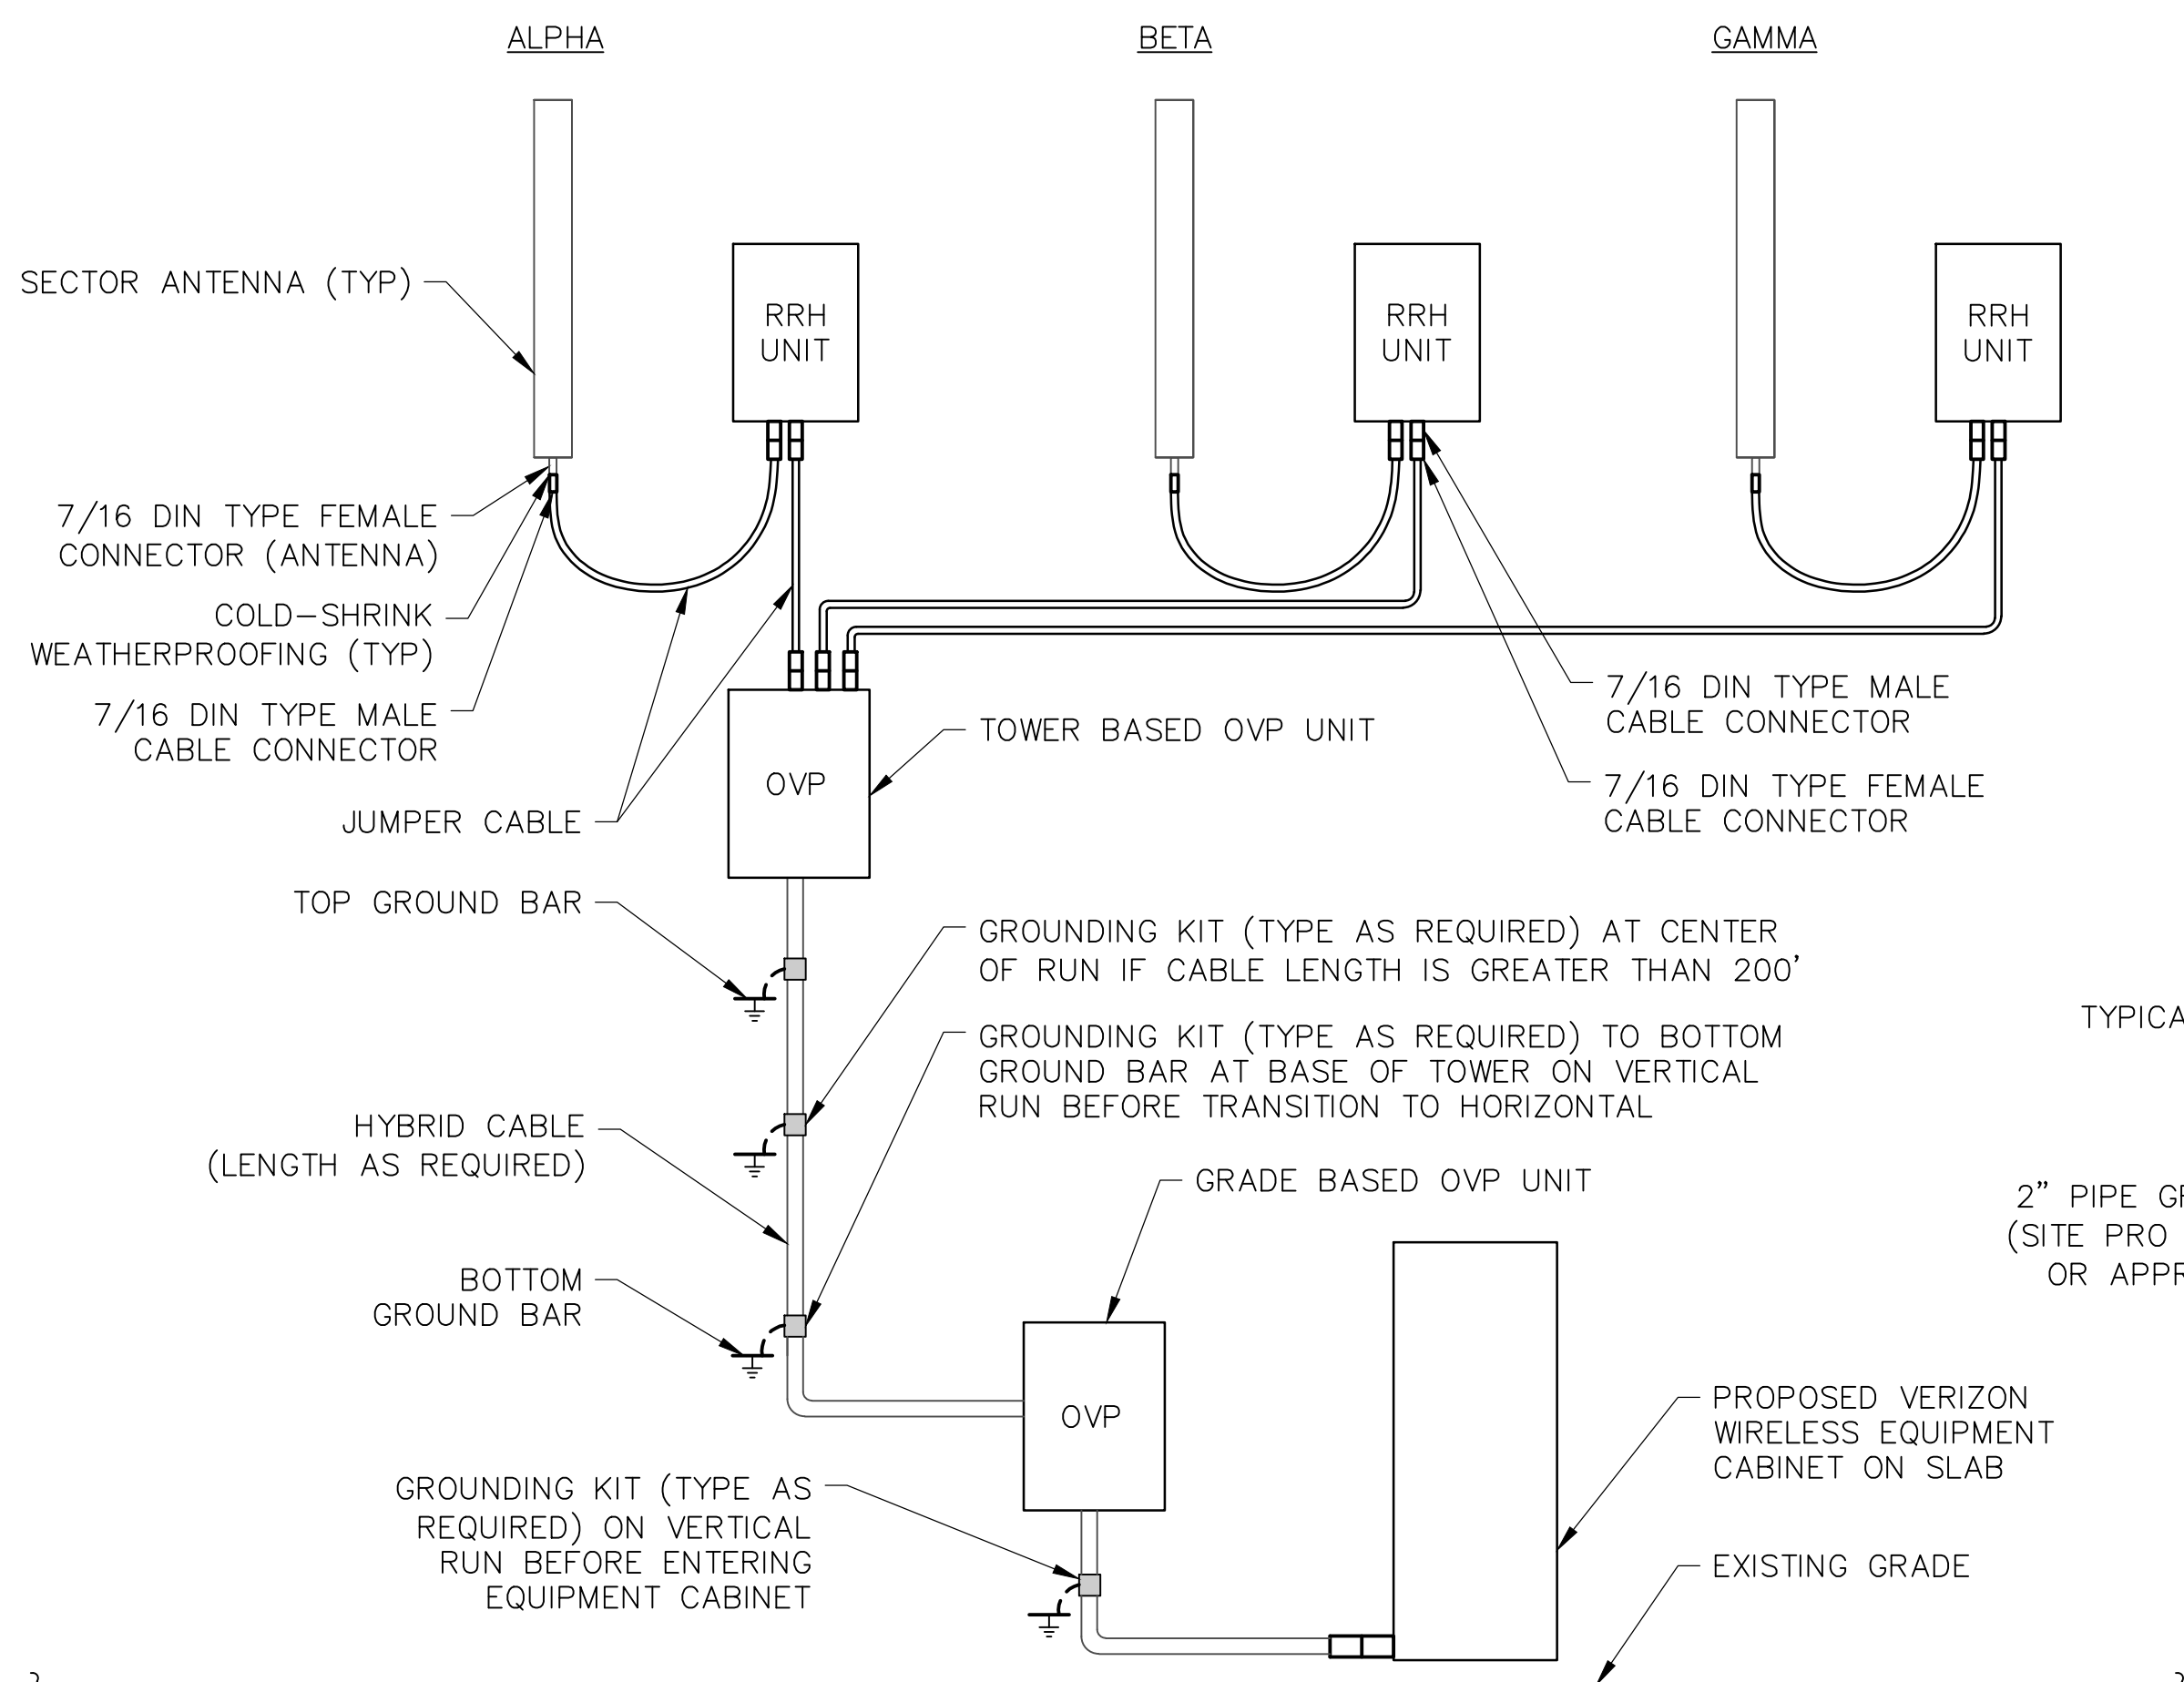 ALPHA
BETA
GAMMA
SECTOR ANTENNA (TYP)
RRH
UNIT
RRH
UNIT
RRH
UNIT
7/16 DIN TYPE FEMALE
CONNECTOR (ANTENNA)
COLD-SHRINK
WEATHERPROOFING (TYP)
7/16 DIN TYPE MALE
CABLE CONNECTOR
JUMPER CABLE
7/16 DIN TYPE MALE
CABLE CONNECTOR
7/16 DIN TYPE FEMALE
CABLE CONNECTOR
TOWER BASED OVP UNIT
OVP
TOP GROUND BAR
GROUNDING KIT (TYPE AS REQUIRED) AT CENTER
OF RUN IF CABLE LENGTH IS GREATER THAN 200'
GROUNDING KIT (TYPE AS REQUIRED) TO BOTTOM
GROUND BAR AT BASE OF TOWER ON VERTICAL
RUN BEFORE TRANSITION TO HORIZONTAL
HYBRID CABLE
(LENGTH AS REQUIRED)
GRADE BASED OVP UNIT
BOTTOM
GROUND BAR
OVP
PROPOSED VERIZON
WIRELESS EQUIPMENT
CABINET ON SLAB
GROUNDING KIT (TYPE AS
REQUIRED) ON VERTICAL
RUN BEFORE ENTERING
EQUIPMENT CABINET
EXISTING GRADE
2" PIPE
(SITE PRO
OR